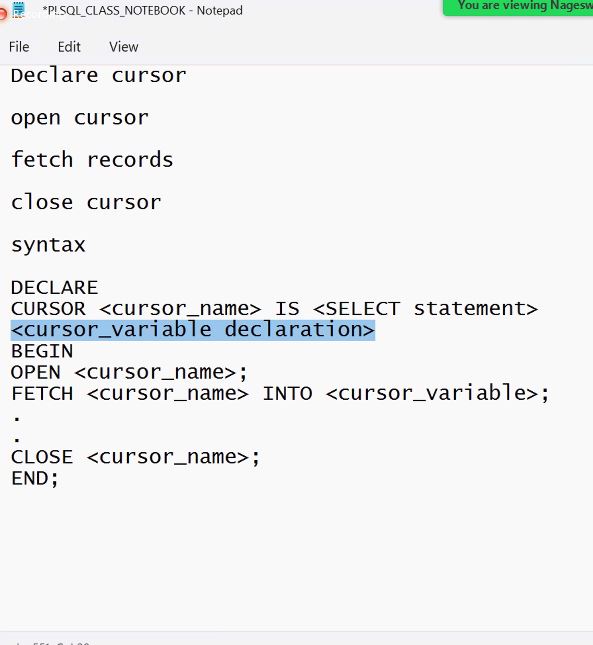 *PLSQL_CLASS_NOTEBOOK - Notepad
You are viewing Nagesw
File Edit View
Declare cursor
open cursor
fetch records
close cursor
syntax
DECLARE
CURSOR <cursor_name> IS <SELECT statement>
<cursor_variable declaration>
BEGIN
OPEN <cursor_name>;
FETCH <cursor_name> INTO <cursor_variable>;
.
.
CLOSE <cursor_name>;
END;